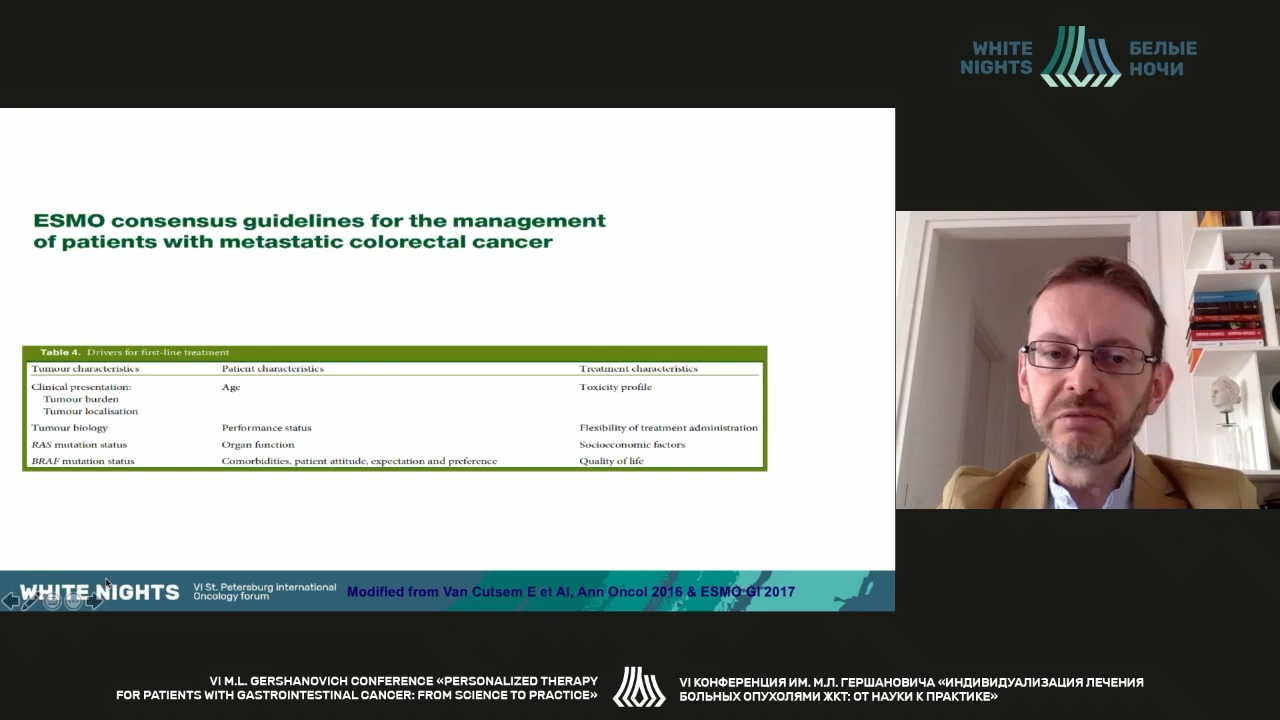 WHITE
NIGHTS
БЕЛЫЕ
НОЧИ
ESMO consensus guidelines for the management
of patients with metastatic colorectal cancer
Table 4. Drivers for first-line treatment
Tumour characteristics Patient characteristics Treatment characteristics
Clinical presentation: Age Toxicity profile
Tumour burden
Tumour localisation
Tumour biology Performance status Flexibility of treatment administration
RAS mutation status Organ function Socioeconomic factors
BRAF mutation status Comorbidities, patient attitude, expectation and preference Quality of life
WHITE NIGHTS
VI St. Petersburg international
Oncology forum
Modified from Van Cutsem E et Al, Ann Oncol 2016 & ESMO GI 2017
VI M.L. GERSHANOVICH CONFERENCE «PERSONALIZED THERAPY
FOR PATIENTS WITH GASTROINTESTINAL CANCER: FROM SCIENCE TO PRACTICE»
VI КОНФЕРЕНЦИЯ ИМ. М.Л. ГЕРШАНОВИЧА «ИНДИВИДУАЛИЗАЦИЯ ЛЕЧЕНИЯ
БОЛЬНЫХ ОПУХОЛЯМИ ЖКТ: ОТ НАУКИ К ПРАКТИКЕ»